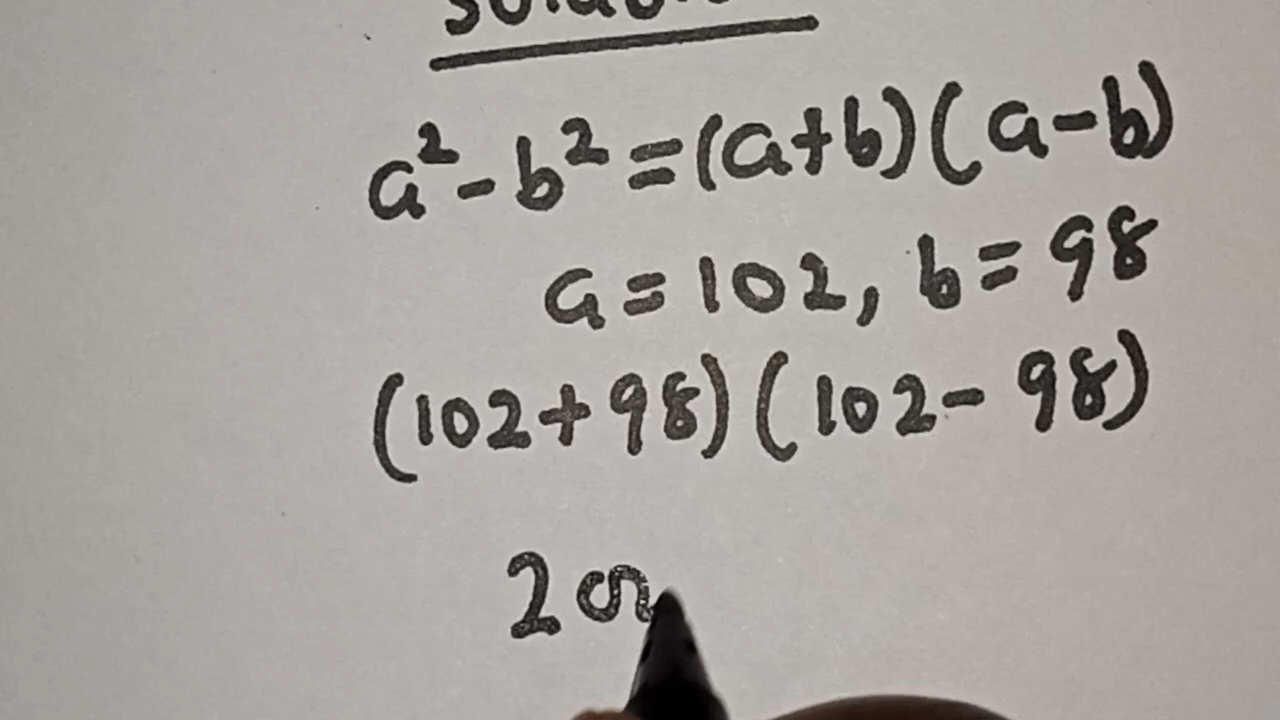 a²-b²=(a+b)(a-b)
a=102, b=98
(102+98)(102-98)